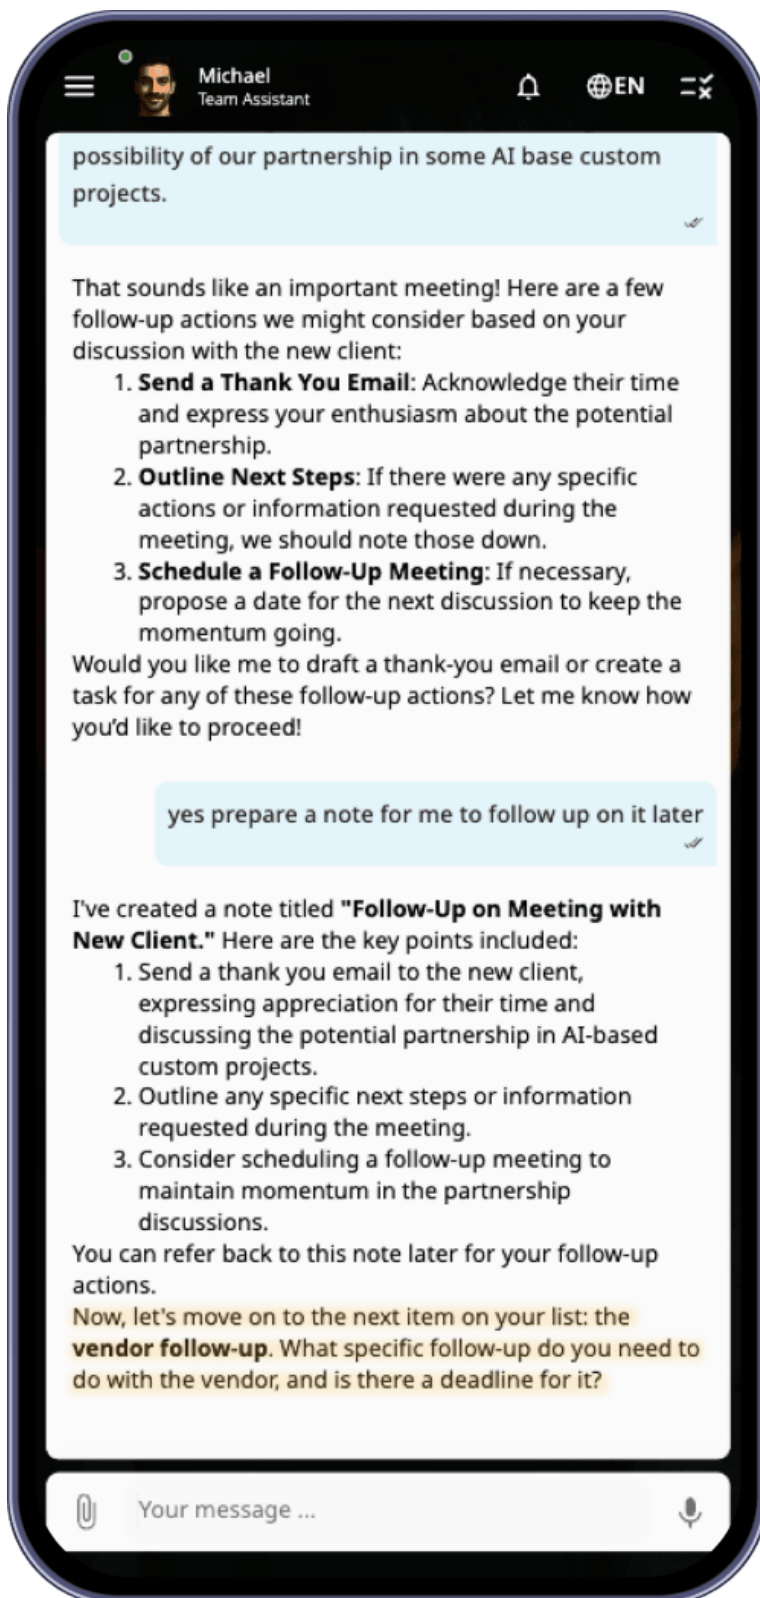 Michael
Team Assistant
EN
possibility of our partnership in some AI base custom
projects.
That sounds like an important meeting! Here are a few
follow-up actions we might consider based on your
discussion with the new client:
1. Send a Thank You Email: Acknowledge their time
and express your enthusiasm about the potential
partnership.
2. Outline Next Steps: If there were any specific
actions or information requested during the
meeting, we should note those down.
3. Schedule a Follow-Up Meeting: If necessary,
propose a date for the next discussion to keep the
momentum going.
Would you like me to draft a thank-you email or create a
task for any of these follow-up actions? Let me know how
you’d like to proceed!
yes prepare a note for me to follow up on it later
I've created a note titled "Follow-Up on Meeting with
New Client." Here are the key points included:
1. Send a thank you email to the new client,
expressing appreciation for their time and
discussing the potential partnership in AI-based
custom projects.
2. Outline any specific next steps or information
requested during the meeting.
3. Consider scheduling a follow-up meeting to
maintain momentum in the partnership
discussions.
You can refer back to this note later for your follow-up
actions.
Now, let's move on to the next item on your list: the
vendor follow-up. What specific follow-up do you need to
do with the vendor, and is there a deadline for it?
Your message ...